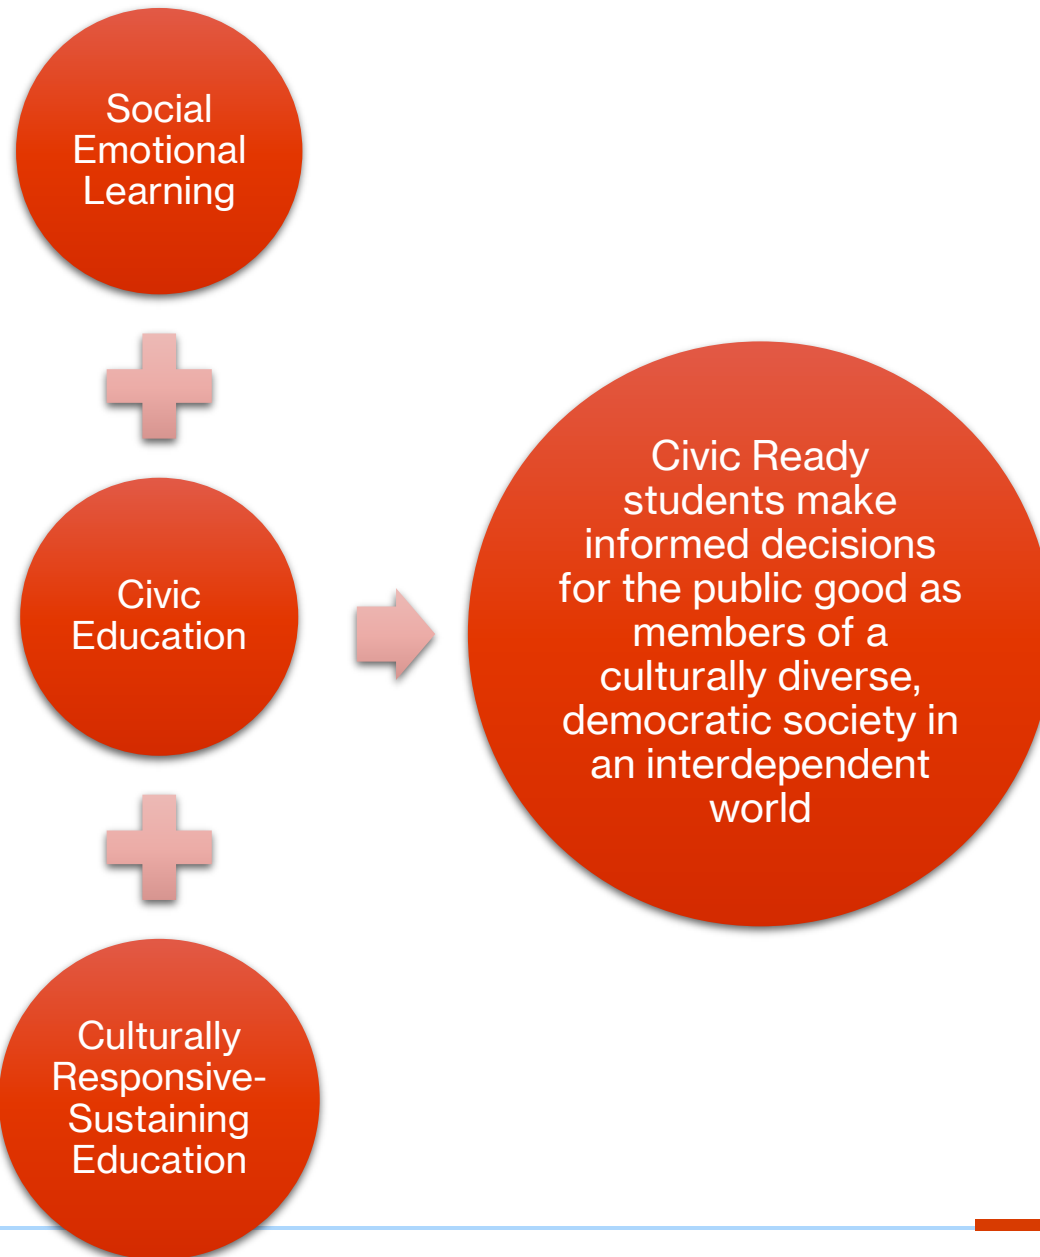 Social
Emotional
Learning
Civic
Education
Culturally
Responsive-
Sustaining
Education
Civic Ready
students make
informed decisions
for the public good as
members of a
culturally diverse,
democratic society in
an interdependent
world